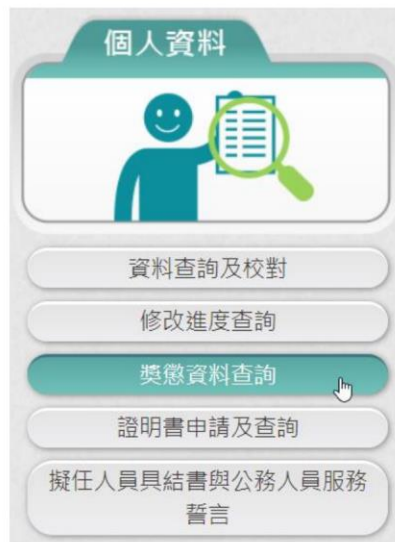 個人資料
資料查詢及校對
修改進度查詢
獎懲資料查詢
證明書申請及查詢
擬任人員具結書與公務人員服務
誓言